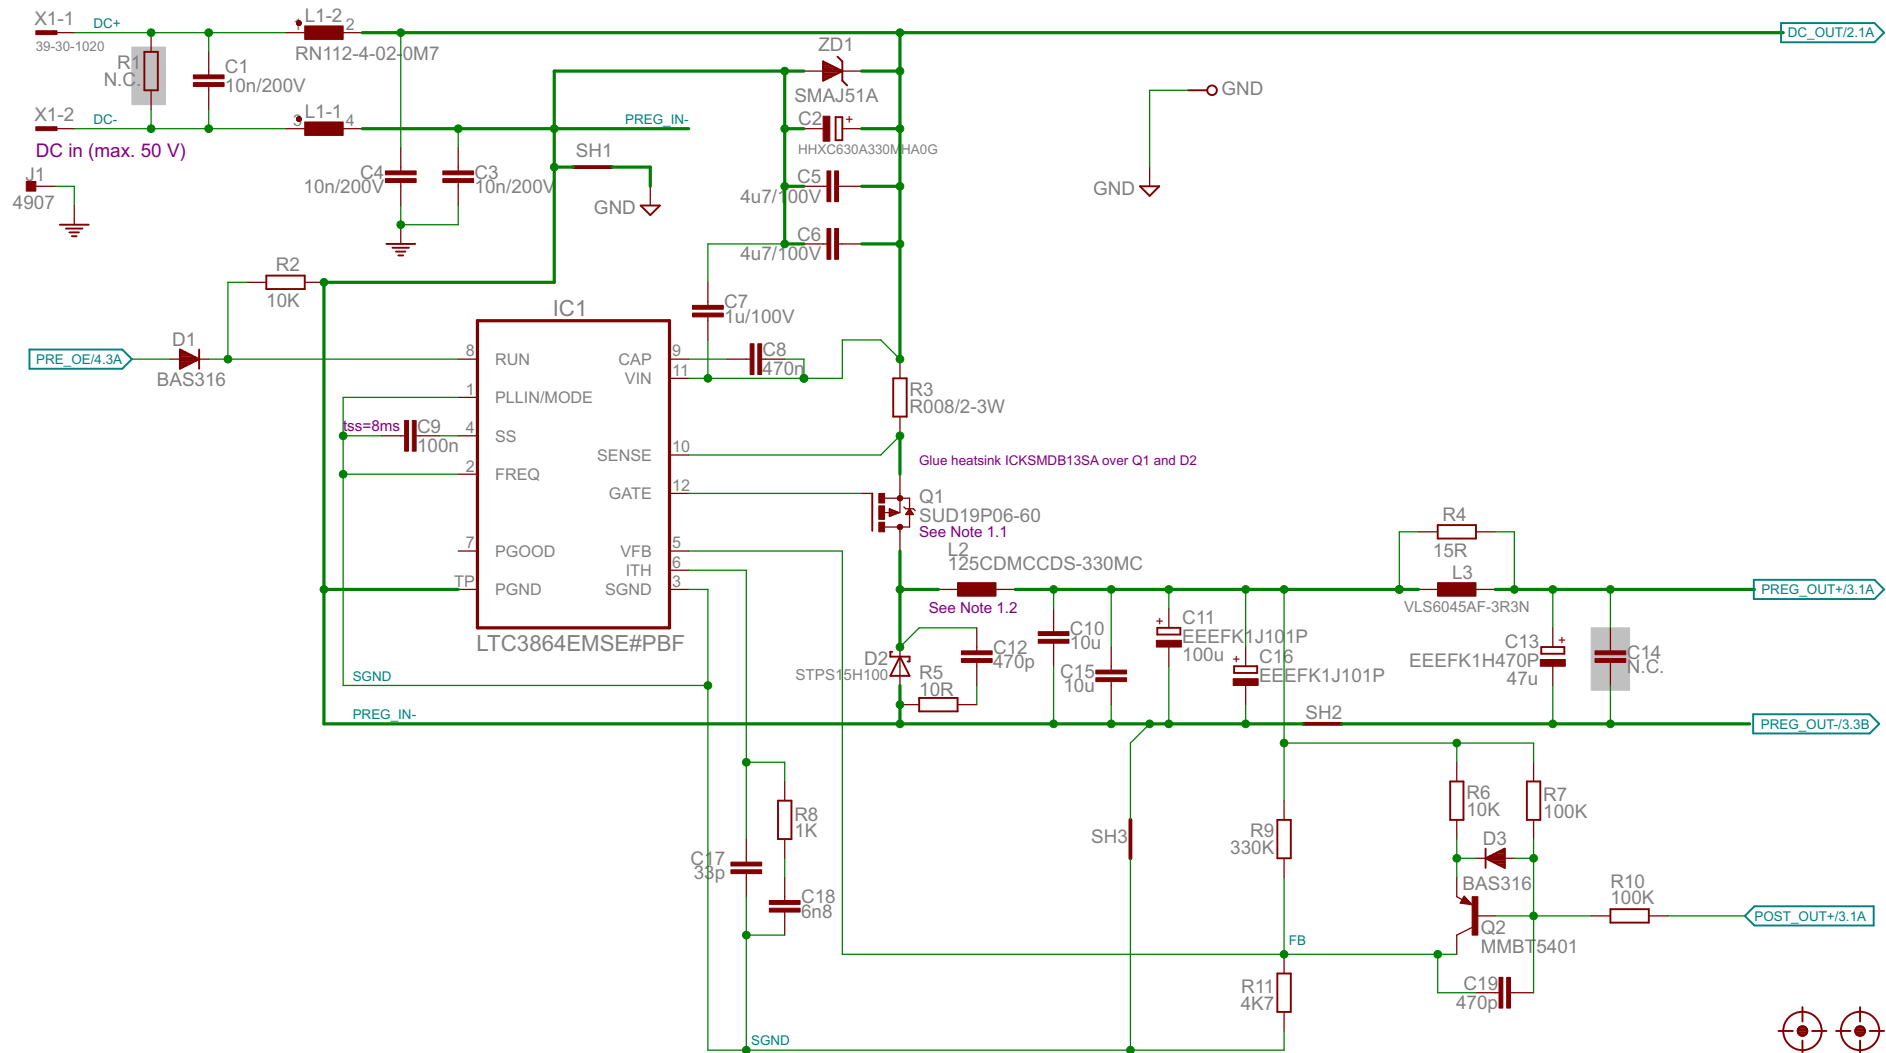 X1-1
DC+
39-30-1020
R1
N.C.
C1
10n/200V
1
L1-2
2
RN112-4-02-0M7
X1-2
DC-
3
L1-1
4
DC in (max. 50 V)
J1
4907
C4
10n/200V
C3
10n/200V
PREG_IN-
SH1
GND
ZD1
SMAJ51A
C2
+
HHXC630A330MHA0G
C5
4u7/100V
C6
4u7/100V
GND
GND
DC_OUT/2.1A
R2
10K
PRE_OE/4.3A
D1
BAS316
IC1
8
RUN
1
PLLIN/MODE
4
SS
2
FREQ
7
PGOOD
TP
PGND
CAP
9
VIN
11
SENSE
10
GATE
12
VFB
5
ITH
6
SGND
3
LTC3864EMSE#PBF
tss=8ms
C9
100n
C7
1u/100V
C8
470n
R3
R008/2-3W
Glue heatsink ICKSMDB13SA over Q1 and D2
Q1
SUD19P06-60
See Note 1.1
L2
125CDMCCDS-330MC
See Note 1.2
D2
STPS15H100
R5
10R
C12
470p
C10
10u
C15
10u
C11
+
EEEFK1J101P
100u
C16
+
EEEFK1J101P
R4
15R
L3
VLS6045AF-3R3N
C13
+
EEEFK1H470P
47u
C14
N.C.
PREG_OUT+/3.1A
SGND
PREG_IN-
SH2
PREG_OUT-/3.3B
R8
1K
C17
33p
C18
6n8
SH3
R9
330K
R6
10K
R7
100K
D3
BAS316
R10
100K
POST_OUT+/3.1A
Q2
MMBT5401
FB
R11
4K7
C19
470p
SGND